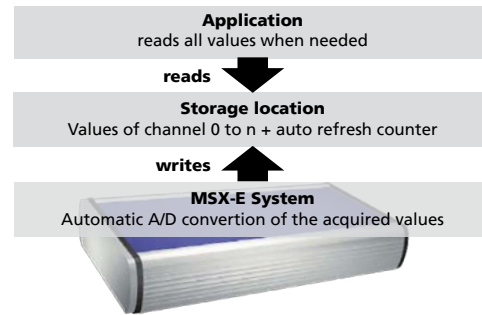 Application
reads all values when needed
reads
Storage location
Values of channel 0 to n + auto refresh counter
writes
MSX-E System
Automatic A/D convertion of the acquired values